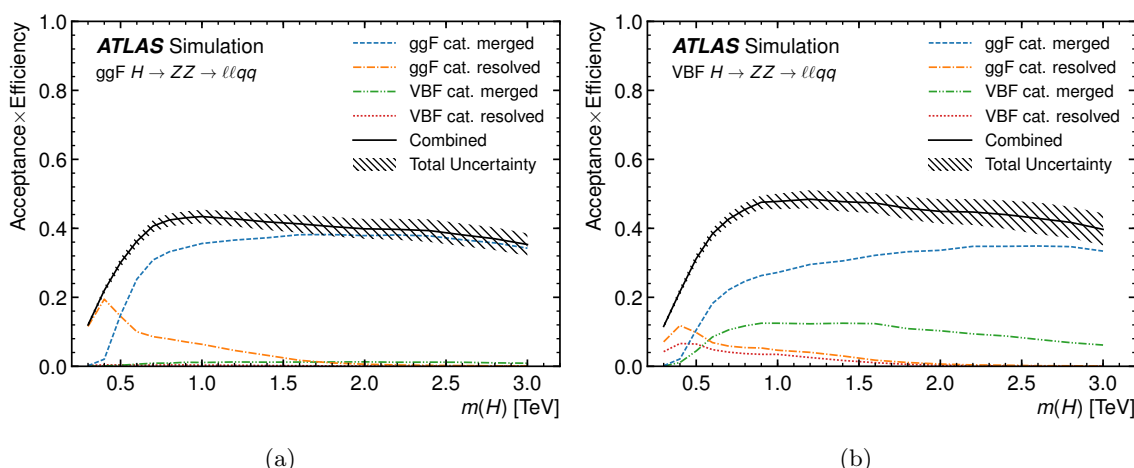 1.0
0.8
0.6
0.4
0.2
0.0
Acceptance×Efficiency
ATLAS Simulation
ggF H → ZZ → ℓℓqq
ggF cat. merged
ggF cat. resolved
VBF cat. merged
VBF cat. resolved
Combined
Total Uncertainty
0.5 1.0 1.5 2.0 2.5 3.0
m(H) [TeV]
(a)
1.0
0.8
0.6
0.4
0.2
0.0
Acceptance×Efficiency
ATLAS Simulation
VBF H → ZZ → ℓℓqq
ggF cat. merged
ggF cat. resolved
VBF cat. merged
VBF cat. resolved
Combined
Total Uncertainty
0.5 1.0 1.5 2.0 2.5 3.0
m(H) [TeV]
(b)